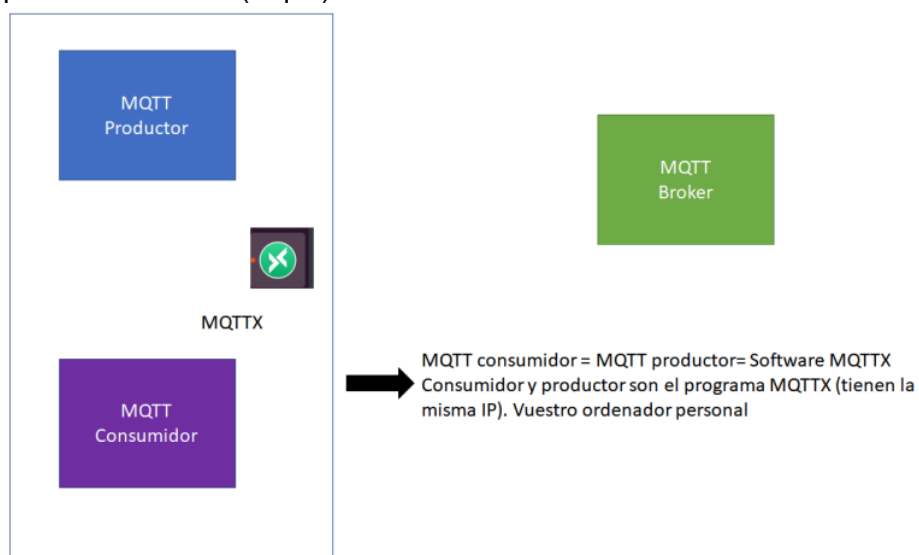 MQTT
Productor
MQTT
Broker
MQTTX
MQTT consumidor = MQTT productor= Software MQTTX
Consumidor y productor son el programa MQTTX (tienen la
misma IP). Vuestro ordenador personal
MQTT
Consumidor